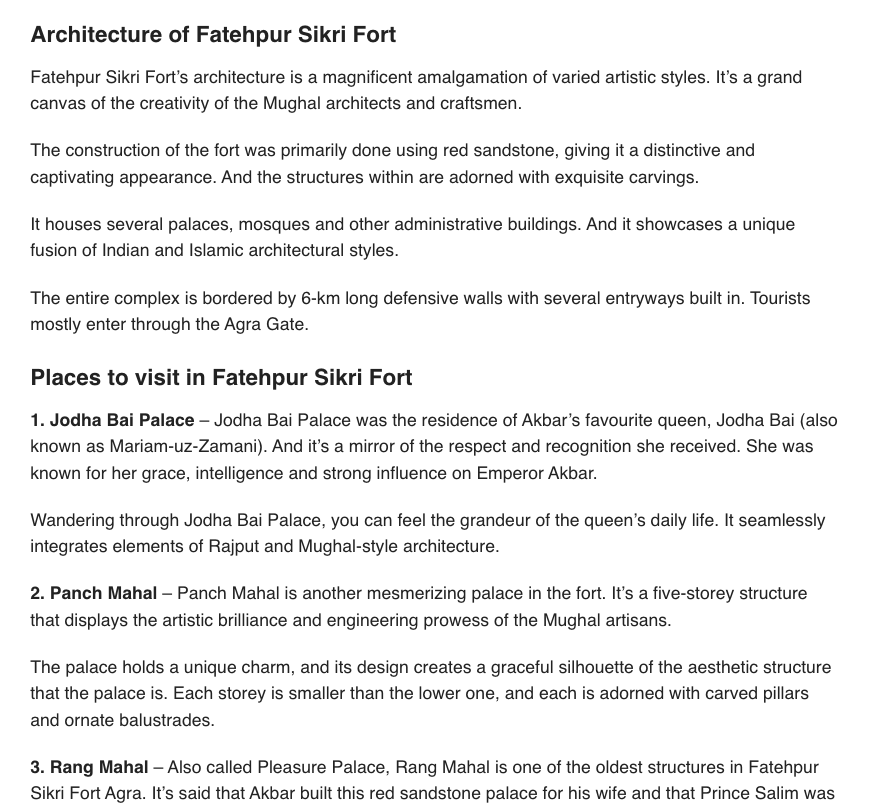 Architecture of Fatehpur Sikri Fort
Fatehpur Sikri Fort’s architecture is a magnificent amalgamation of varied artistic styles. It’s a grand
canvas of the creativity of the Mughal architects and craftsmen.
The construction of the fort was primarily done using red sandstone, giving it a distinctive and
captivating appearance. And the structures within are adorned with exquisite carvings.
It houses several palaces, mosques and other administrative buildings. And it showcases a unique
fusion of Indian and Islamic architectural styles.
The entire complex is bordered by 6-km long defensive walls with several entryways built in. Tourists
mostly enter through the Agra Gate.
Places to visit in Fatehpur Sikri Fort
1. Jodha Bai Palace – Jodha Bai Palace was the residence of Akbar’s favourite queen, Jodha Bai (also
known as Mariam-uz-Zamani). And it’s a mirror of the respect and recognition she received. She was
known for her grace, intelligence and strong influence on Emperor Akbar.
Wandering through Jodha Bai Palace, you can feel the grandeur of the queen’s daily life. It seamlessly
integrates elements of Rajput and Mughal-style architecture.
2. Panch Mahal – Panch Mahal is another mesmerizing palace in the fort. It’s a five-storey structure
that displays the artistic brilliance and engineering prowess of the Mughal artisans.
The palace holds a unique charm, and its design creates a graceful silhouette of the aesthetic structure
that the palace is. Each storey is smaller than the lower one, and each is adorned with carved pillars
and ornate balustrades.
3. Rang Mahal – Also called Pleasure Palace, Rang Mahal is one of the oldest structures in Fatehpur
Sikri Fort Agra. It’s said that Akbar built this red sandstone palace for his wife and that Prince Salim was